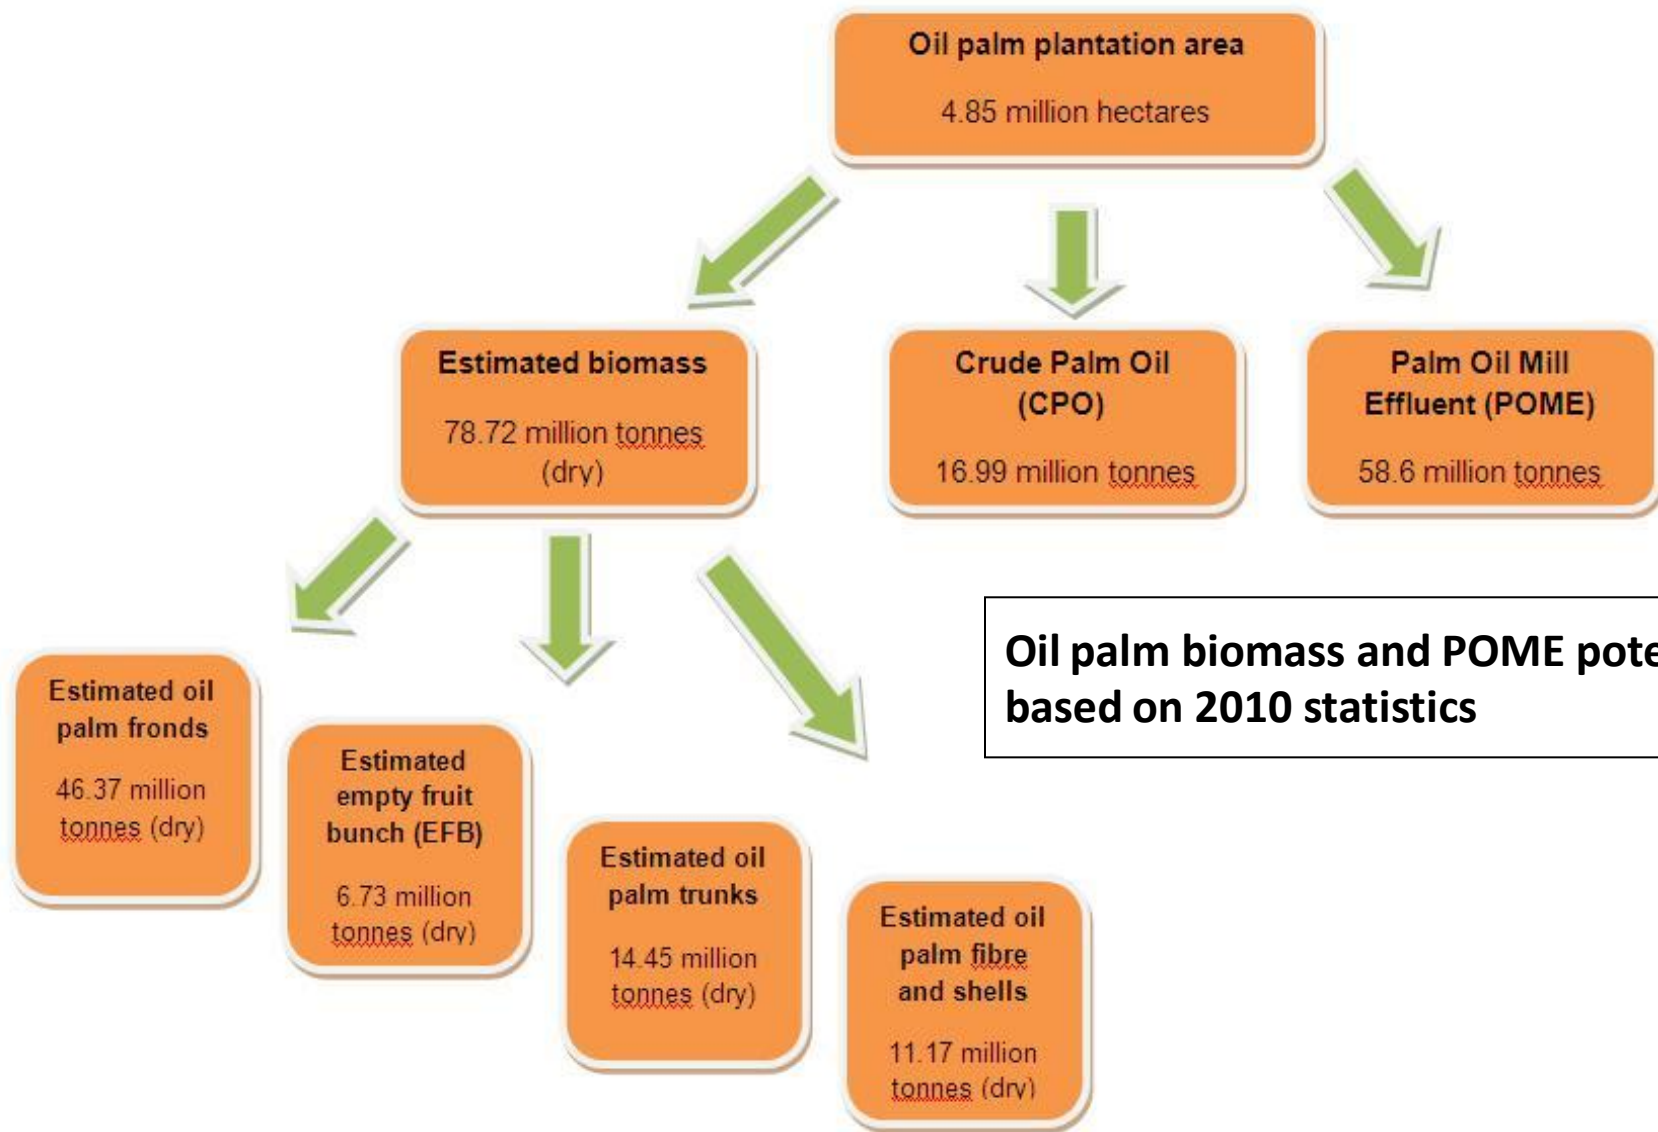 Oil palm plantation area
4.85 million hectares
Estimated biomass
78.72 million tonnes
(dry)
Crude Palm Oil
(CPO)
16.99 million tonnes
Palm Oil Mill
Effluent (POME)
58.6 million tonnes
Oil palm biomass and POME pote
based on 2010 statistics
Estimated oil
palm fronds
46.37 million
tonnes (dry)
Estimated
empty fruit
bunch (EFB)
6.73 million
tonnes (dry)
Estimated oil
palm trunks
14.45 million
tonnes (dry)
Estimated oil
palm fibre
and shells
11.17 million
tonnes (dry)